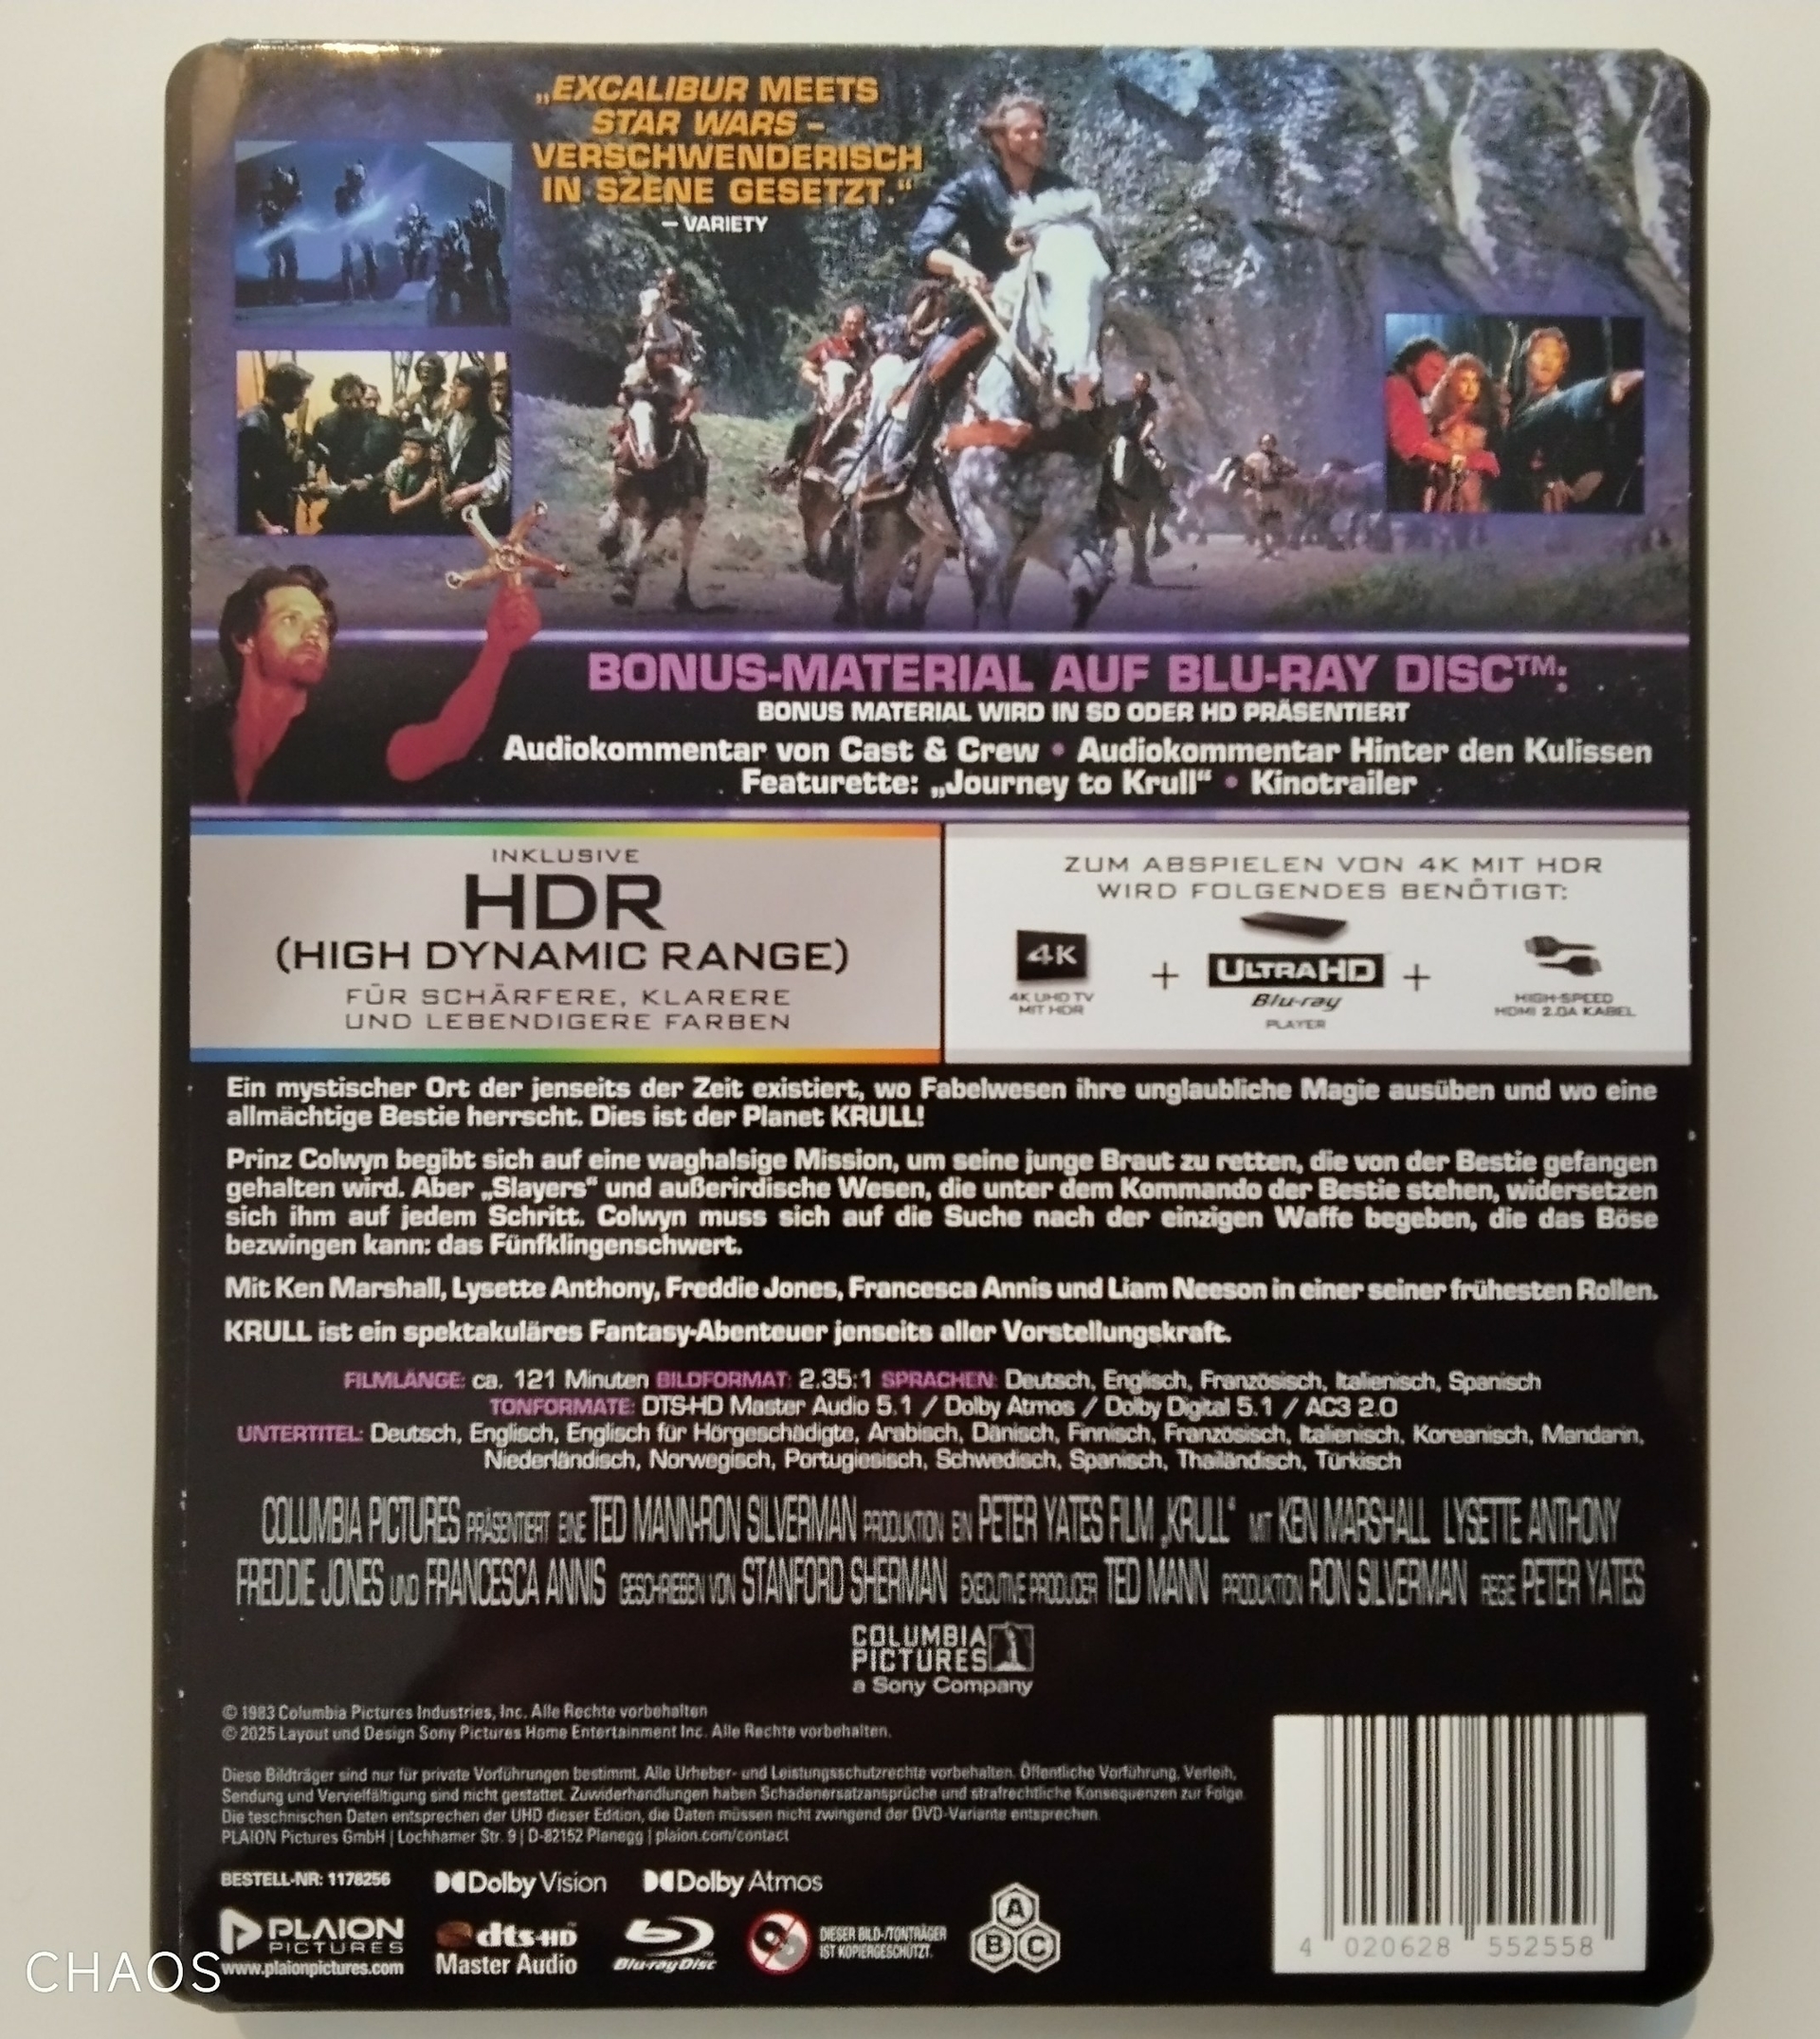 „EXCALIBUR MEETS
STAR WARS –
VERSCHWENDERISCH
IN SZENE GESETZT.“
– VARIETY
BONUS-MATERIAL AUF BLU-RAY DISC™:
BONUS MATERIAL WIRD IN SD ODER HD PRÄSENTIERT
Audiokommentar von Cast & Crew • Audiokommentar Hinter den Kulissen
Featurette: „Journey to Krull“ • Kinotrailer
INKLUSIVE
HDR
(HIGH DYNAMIC RANGE)
FÜR SCHÄRFERE, KLARERE
UND LEBENDIGERE FARBEN
ZUM ABSPIELEN VON 4K MIT HDR
WIRD FOLGENDES BENÖTIGT:
4K
4K UHD TV
MIT HDR
+
ULTRAHD
Blu-ray
PLAYER
+
HIGH-SPEED
HDMI 2.0A KABEL
Ein mystischer Ort der jenseits der Zeit existiert, wo Fabelwesen ihre unglaubliche Magie ausüben und wo eine
allmächtige Bestie herrscht. Dies ist der Planet KRULL!
Prinz Colwyn begibt sich auf eine waghalsige Mission, um seine junge Braut zu retten, die von der Bestie gefangen
gehalten wird. Aber „Slayers“ und außerirdische Wesen, die unter dem Kommando der Bestie stehen, widersetzen
sich ihm auf jedem Schritt. Colwyn muss sich auf die Suche nach der einzigen Waffe begeben, die das Böse
bezwingen kann: das Fünfklingenschwert.
Mit Ken Marshall, Lysette Anthony, Freddie Jones, Francesca Annis und Liam Neeson in einer seiner frühesten Rollen.
KRULL ist ein spektakuläres Fantasy-Abenteuer jenseits aller Vorstellungskraft.
FILMLÄNGE: ca. 121 Minuten BILDFORMAT: 2.35:1 SPRACHEN: Deutsch, Englisch, Französisch, Italienisch, Spanisch
TONFORMATE: DTS-HD Master Audio 5.1 / Dolby Atmos / Dolby Digital 5.1 / AC3 2.0
UNTERTITEL: Deutsch, Englisch, Englisch für Hörgeschädigte, Arabisch, Dänisch, Finnisch, Französisch, Italienisch, Koreanisch, Mandarin,
Niederländisch, Norwegisch, Portugiesisch, Schwedisch, Spanisch, Thailändisch, Türkisch
COLUMBIA PICTURES PRÄSENTIERT EINE TED MANN-RON SILVERMAN PRODUKTION EIN PETER YATES FILM „KRULL“ MIT KEN MARSHALL LYSETTE ANTHONY
FREDDIE JONES UND FRANCESCA ANNIS GESCHRIEBEN VON STANFORD SHERMAN EXECUTIVE PRODUCER TED MANN PRODUKTION RON SILVERMAN REGIE PETER YATES
COLUMBIA
PICTURES
a Sony Company
© 1983 Columbia Pictures Industries, Inc. Alle Rechte vorbehalten
© 2025 Layout und Design Sony Pictures Home Entertainment Inc. Alle Rechte vorbehalten.
Diese Bildträger sind nur für private Vorführungen bestimmt. Alle Urheber- und Leistungsschutzrechte vorbehalten. Öffentliche Vorführung, Verleih,
Sendung und Vervielfältigung sind nicht gestattet. Zuwiderhandlungen haben Schadenersatzansprüche und strafrechtliche Konsequenzen zur Folge.
Die teschnischen Daten entsprechen der UHD dieser Edition, die Daten müssen nicht zwingend der DVD-Variante entsprechen.
PLAION Pictures GmbH | Lochhamer Str. 9 | D-82152 Planegg | plaion.com/contact
BESTELL-NR: 1178256
Dolby Vision
Dolby Atmos
PLAION
PICTURES
www.plaionpictures.com
dts-HD
Master Audio
Blu-ray Disc
DIESER BILD-/TONTRÄGER
IST KOPIERGESCHÜTZT.
A
B C
4 020628 552558
CHAOS